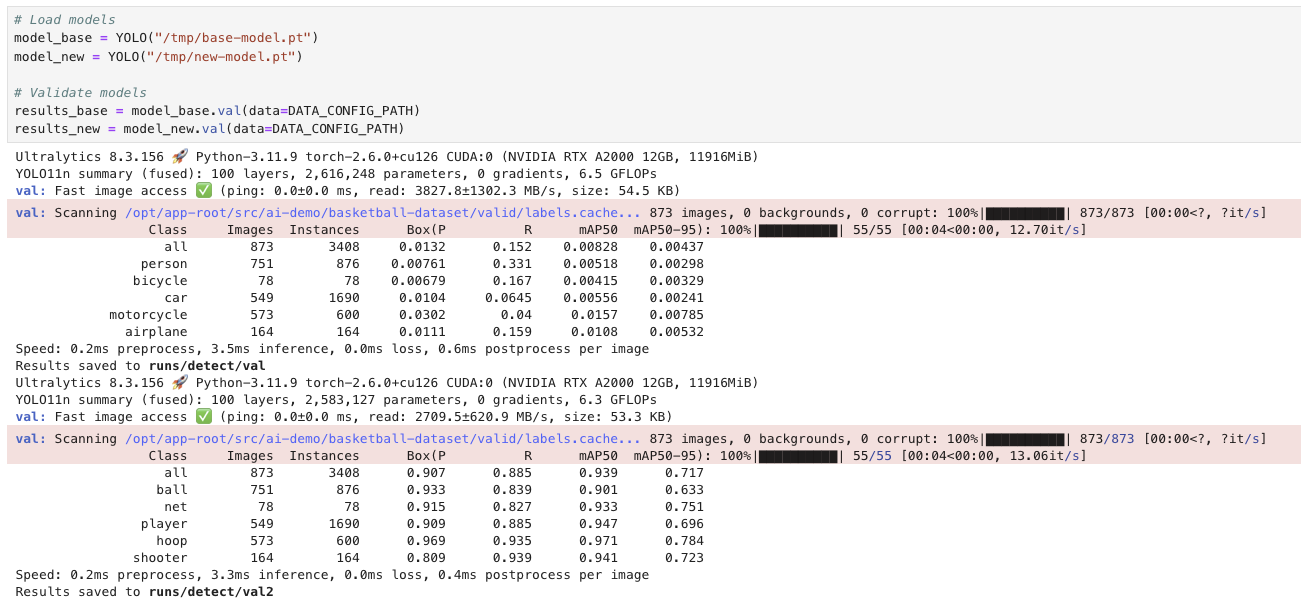 # Load models
model_base = YOLO("/tmp/base-model.pt")
model_new = YOLO("/tmp/new-model.pt")
# Validate models
results_base = model_base.val(data=DATA_CONFIG_PATH)
results_new = model_new.val(data=DATA_CONFIG_PATH)
Ultralytics 8.3.156 🚀 Python-3.11.9 torch-2.6.0+cu126 CUDA:0 (NVIDIA RTX A2000 12GB, 11916MiB)
YOLO11n summary (fused): 100 layers, 2,616,248 parameters, 0 gradients, 6.5 GFLOPs
val: Fast image access ✅ (ping: 0.0±0.0 ms, read: 3827.8±1302.3 MB/s, size: 54.5 KB)
val: Scanning /opt/app-root/src/ai-demo/basketball-dataset/valid/labels.cache... 873 images, 0 backgrounds, 0 corrupt: 100%|██████████| 873/873 [00:00<?, ?it/s]
Class Images Instances Box(P R mAP50 mAP50-95): 100%|██████████| 55/55 [00:04<00:00, 12.70it/s]
all 873 3408 0.0132 0.152 0.00828 0.00437
person 751 876 0.00761 0.331 0.00518 0.00298
bicycle 78 78 0.00679 0.167 0.00415 0.00329
car 549 1690 0.0104 0.0645 0.00556 0.00241
motorcycle 573 600 0.0302 0.04 0.0157 0.00785
airplane 164 164 0.0111 0.159 0.0108 0.00532
Speed: 0.2ms preprocess, 3.5ms inference, 0.0ms loss, 0.6ms postprocess per image
Results saved to runs/detect/val
Ultralytics 8.3.156 🚀 Python-3.11.9 torch-2.6.0+cu126 CUDA:0 (NVIDIA RTX A2000 12GB, 11916MiB)
YOLO11n summary (fused): 100 layers, 2,583,127 parameters, 0 gradients, 6.3 GFLOPs
val: Fast image access ✅ (ping: 0.0±0.0 ms, read: 2709.5±620.9 MB/s, size: 53.3 KB)
val: Scanning /opt/app-root/src/ai-demo/basketball-dataset/valid/labels.cache... 873 images, 0 backgrounds, 0 corrupt: 100%|██████████| 873/873 [00:00<?, ?it/s]
Class Images Instances Box(P R mAP50 mAP50-95): 100%|██████████| 55/55 [00:04<00:00, 13.06it/s]
all 873 3408 0.907 0.885 0.939 0.717
ball 751 876 0.933 0.839 0.901 0.633
net 78 78 0.915 0.827 0.933 0.751
player 549 1690 0.909 0.885 0.947 0.696
hoop 573 600 0.969 0.935 0.971 0.784
shooter 164 164 0.809 0.939 0.941 0.723
Speed: 0.2ms preprocess, 3.3ms inference, 0.0ms loss, 0.4ms postprocess per image
Results saved to runs/detect/val2